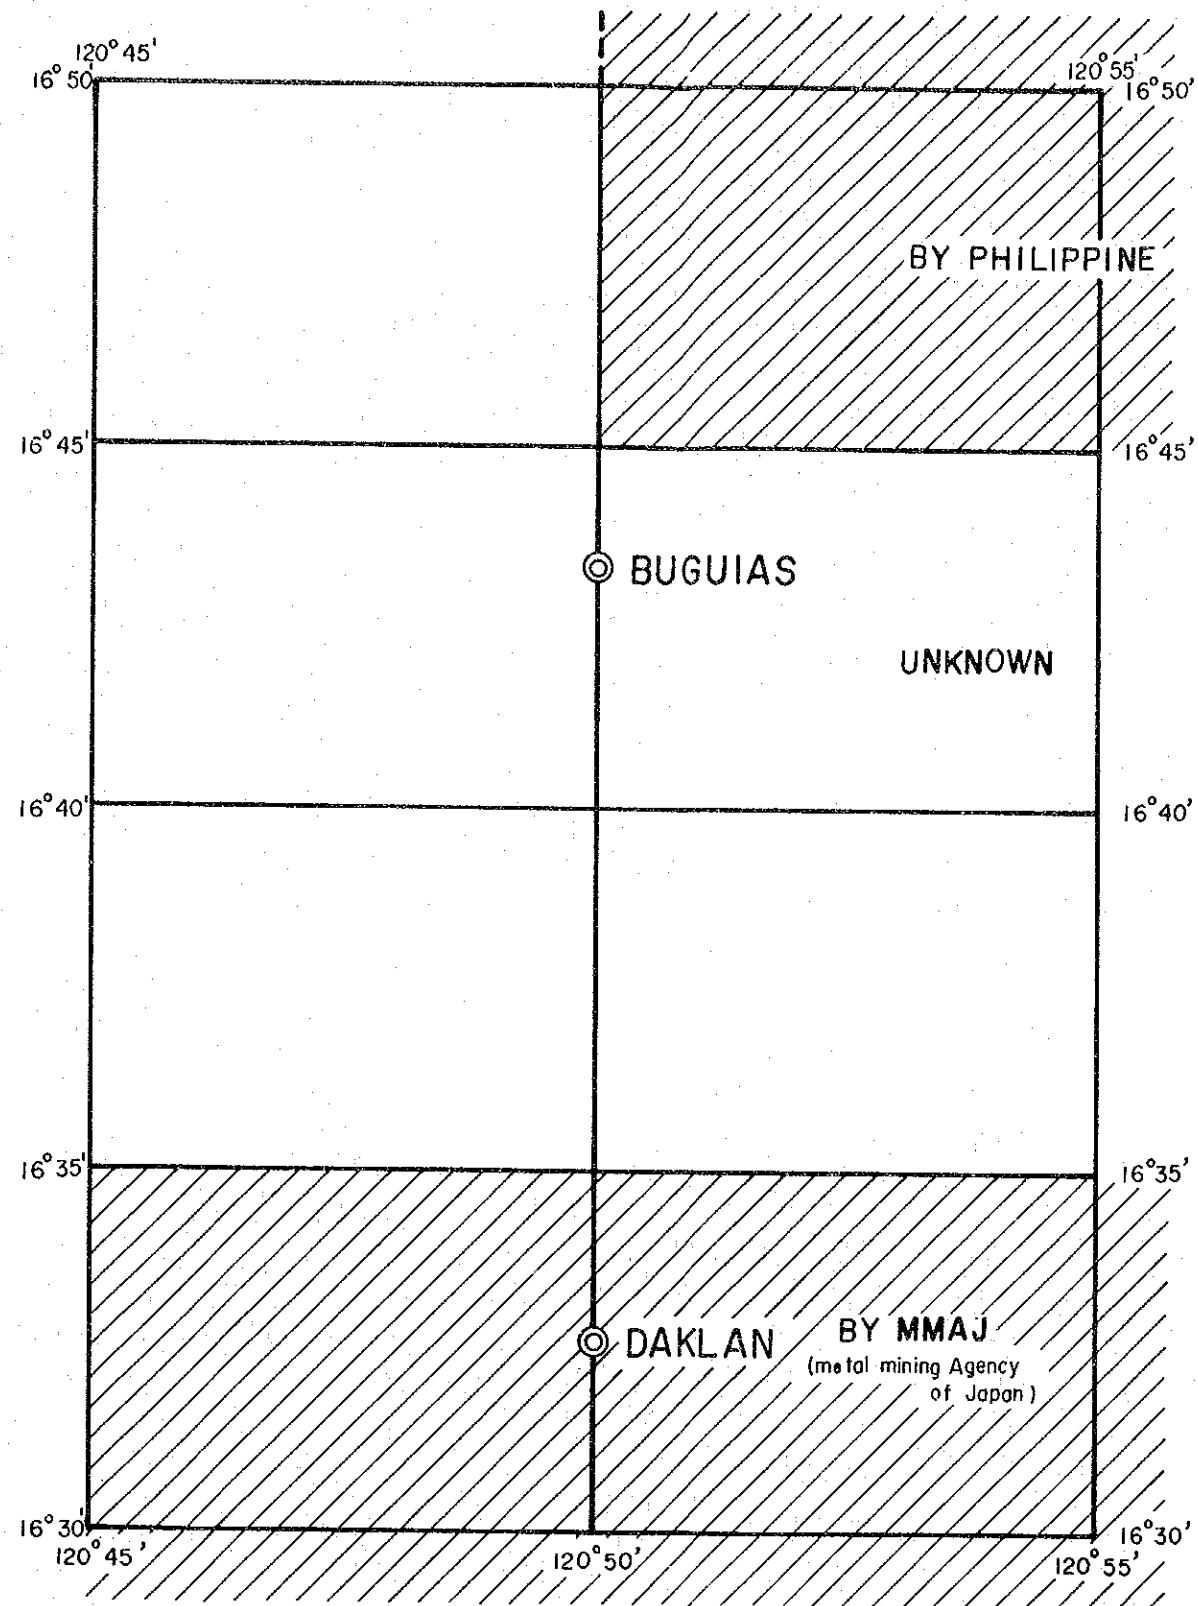 120°45'
120°55'
16°50'
16°50'
BY PHILIPPINE
16°45'
16°45'
BUGUIAS
UNKNOWN
16°40'
16°40'
16°35'
16°35'
DAKLAN
BY MMAJ
(metal mining Agency
of Japan)
16°30'
16°30'
120°45'
120°50'
120°55'